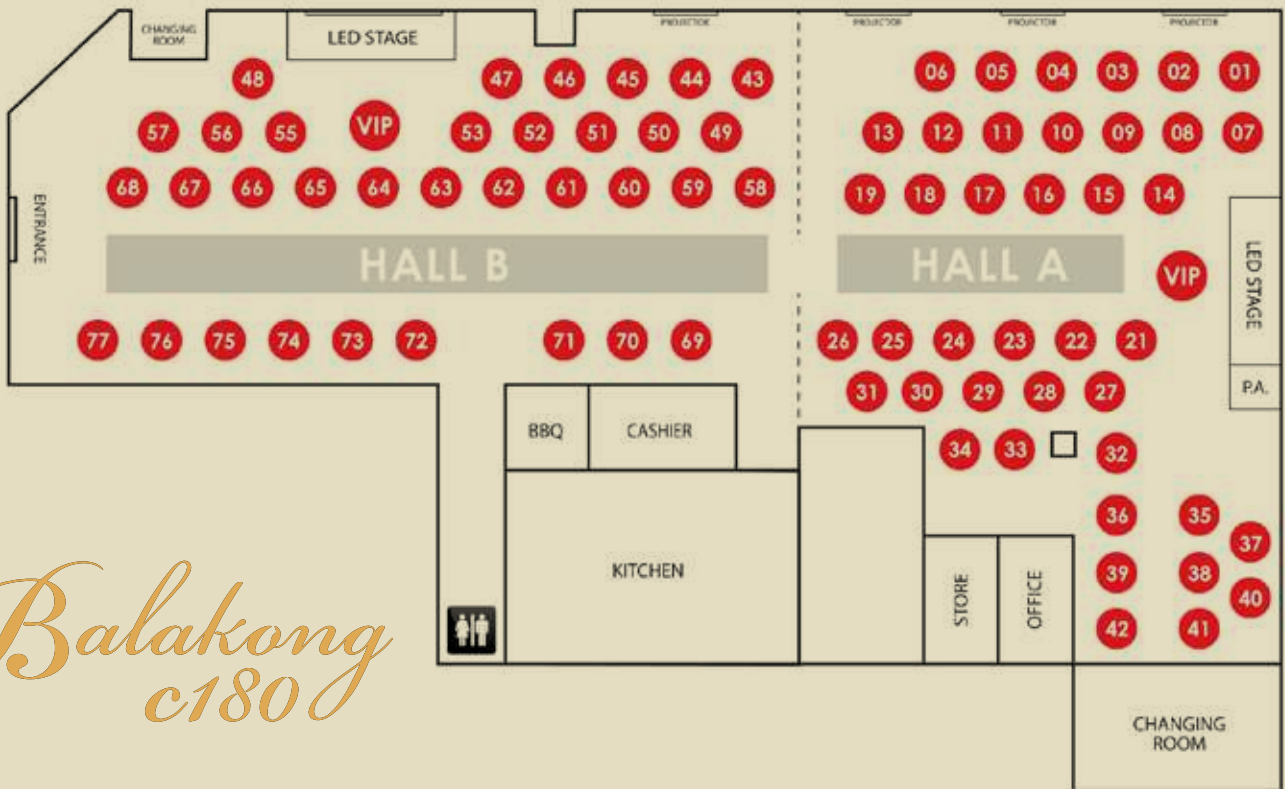 CHANGING
ROOM
LED STAGE
PROJECTOR
PROJECTOR
PROJECTOR
PROJECTOR
48 47 46 45 44 43 06 05 04 03 02 01
57 56 55 VIP 53 52 51 50 49 13 12 11 10 09 08 07
68 67 66 65 64 63 62 61 60 59 58 19 18 17 16 15 14
ENTRANCE
HALL B
HALL A
VIP
LED STAGE
77 76 75 74 73 72 71 70 69 26 25 24 23 22 21
31 30 29 28 27
P.A.
BBQ
CASHIER
34 33 32
36 35
37
KITCHEN
STORE
OFFICE
39 38
40
42 41
Balakong
c180
CHANGING
ROOM